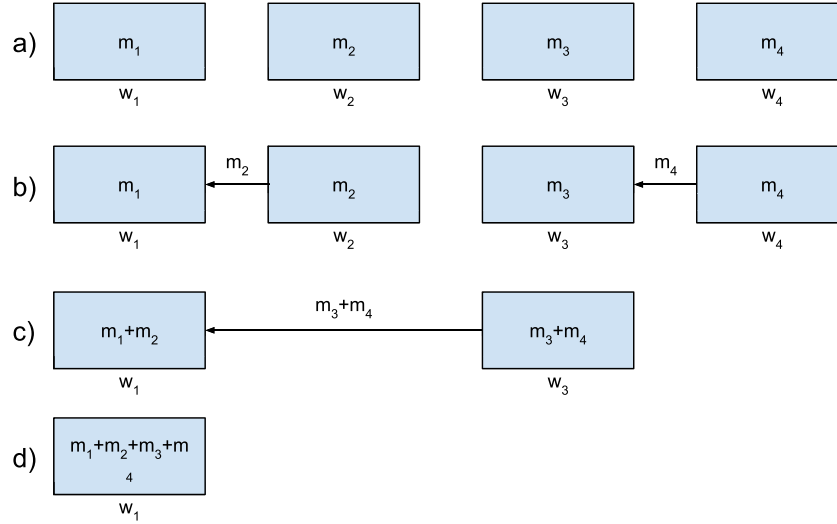 a) m₁ m₂ m₃ m₄
w₁ w₂ w₃ w₄
m₂ m₄
b) m₁ m₂ m₃ m₄
w₁ w₂ w₃ w₄
m₃+m₄
c) m₁+m₂ m₃+m₄
w₁ w₃
d) m₁+m₂+m₃+m
₄
w₁